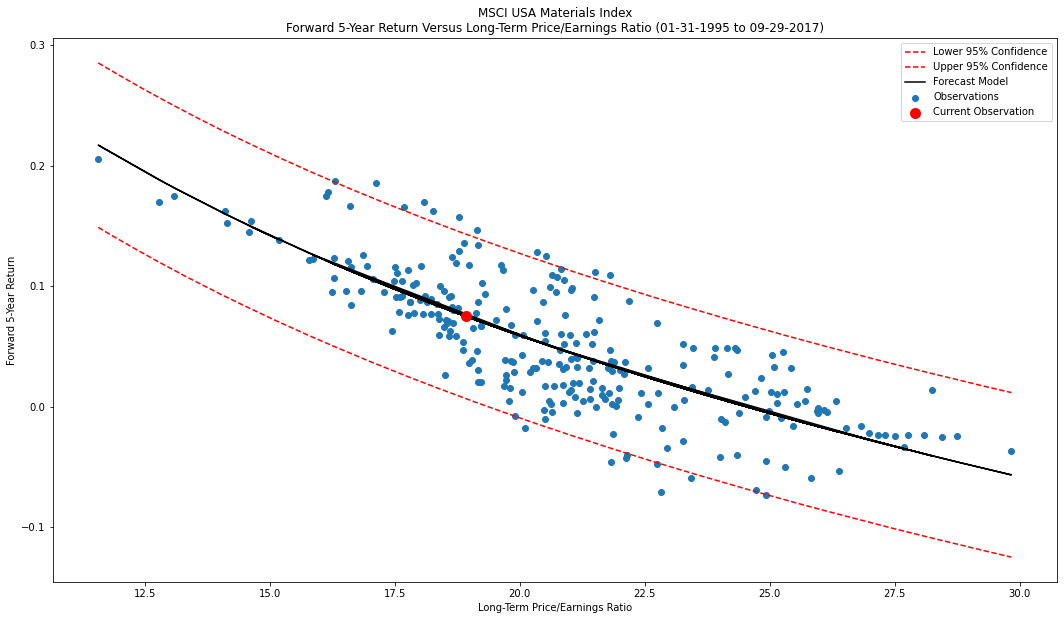 MSCI USA Materials Index
Forward 5-Year Return Versus Long-Term Price/Earnings Ratio (01-31-1995 to 09-29-2017)
Lower 95% Confidence
Upper 95% Confidence
Forecast Model
Observations
Current Observation
Forward 5-Year Return
0.3
0.2
0.1
0.0
−0.1
12.5
15.0
17.5
20.0
22.5
25.0
27.5
30.0
Long-Term Price/Earnings Ratio